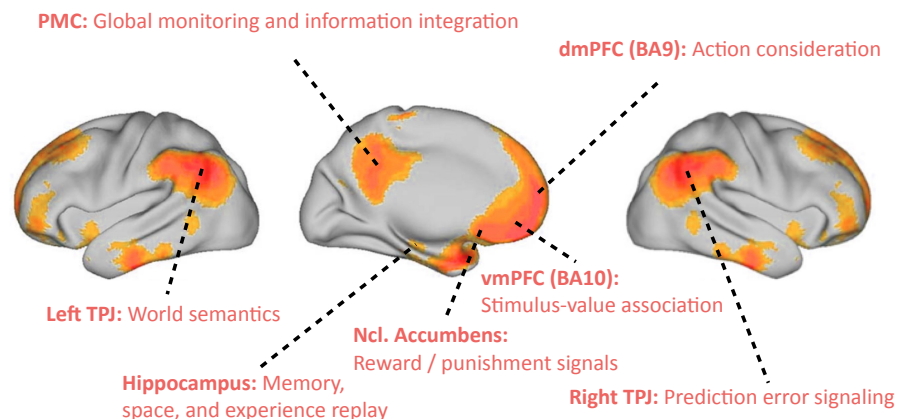 PMC: Global monitoring and information integration
dmPFC (BA9): Action consideration
vmPFC (BA10):
Stimulus-value association
Left TPJ: World semantics
Ncl. Accumbens:
Reward / punishment signals
Hippocampus: Memory,
space, and experience replay
Right TPJ: Prediction error signaling